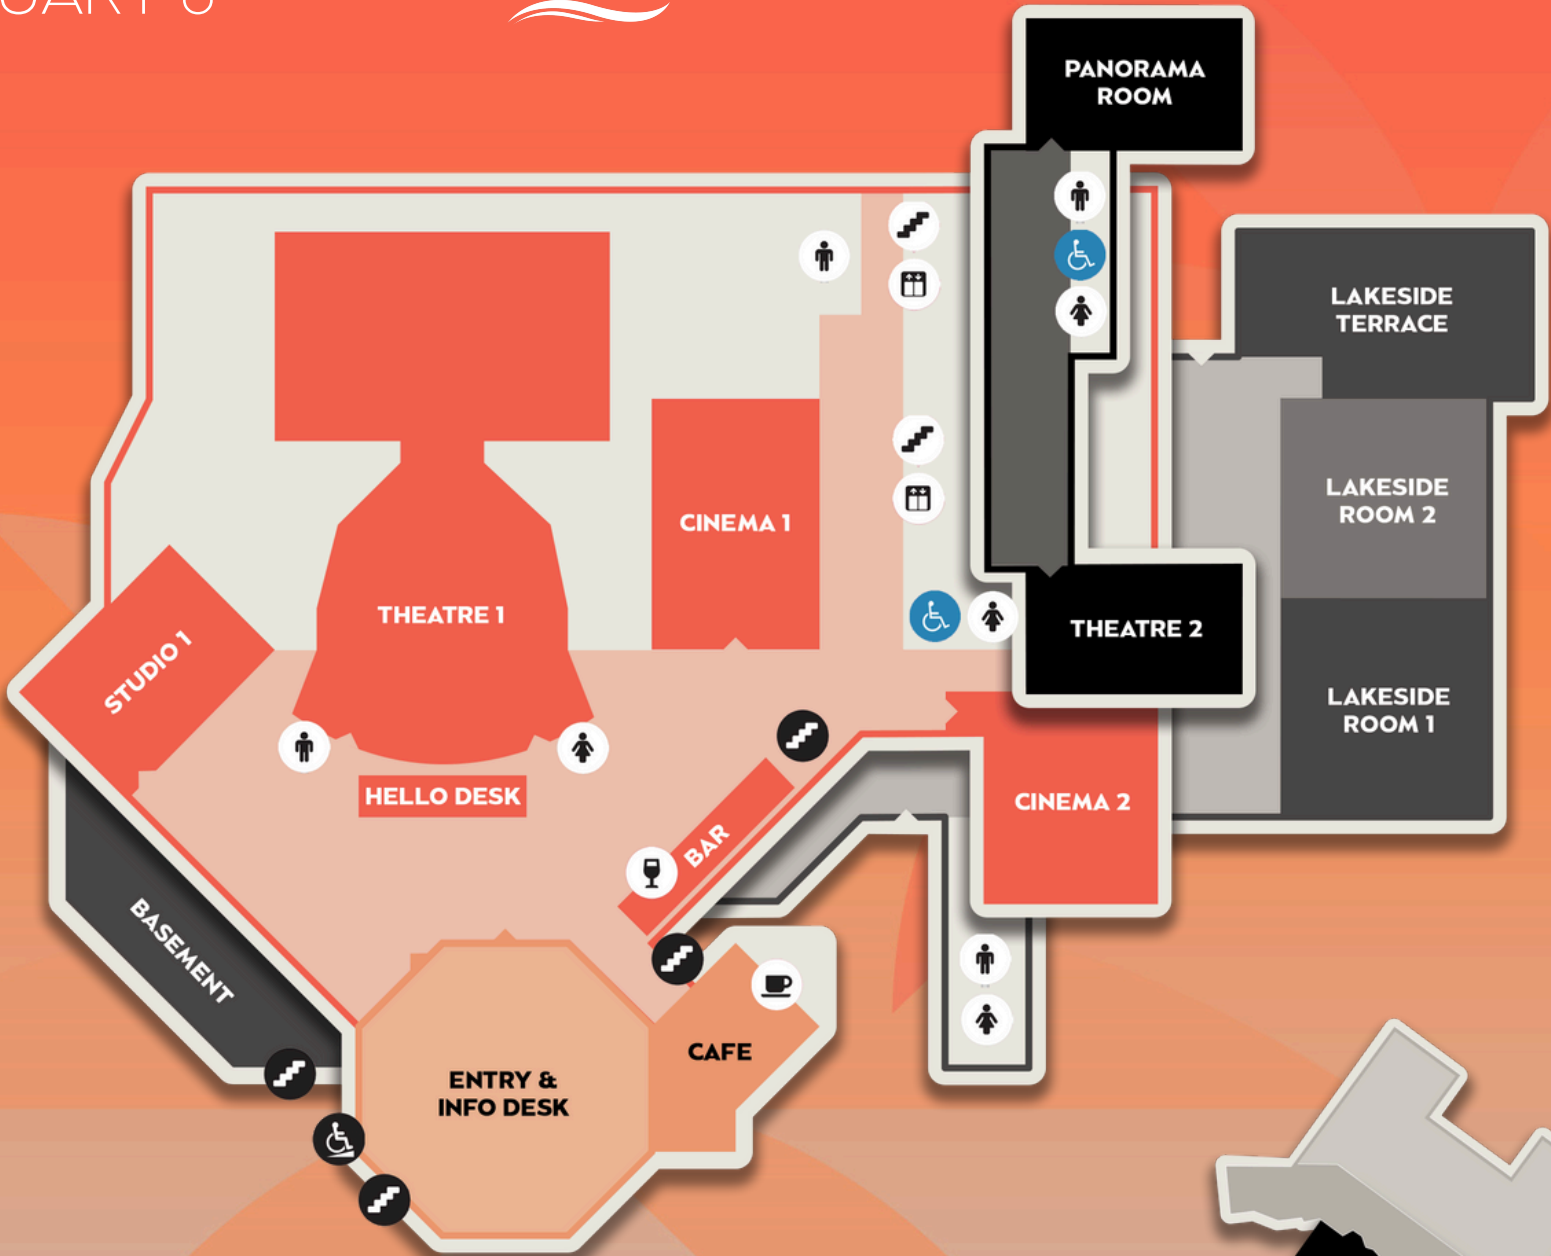 PANORAMA
ROOM
LAKESIDE
TERRACE
LAKESIDE
ROOM 2
CINEMA 1
THEATRE 1
THEATRE 2
STUDIO 1
LAKESIDE
ROOM 1
HELLO DESK
CINEMA 2
BAR
BASEMENT
CAFE
ENTRY &
INFO DESK